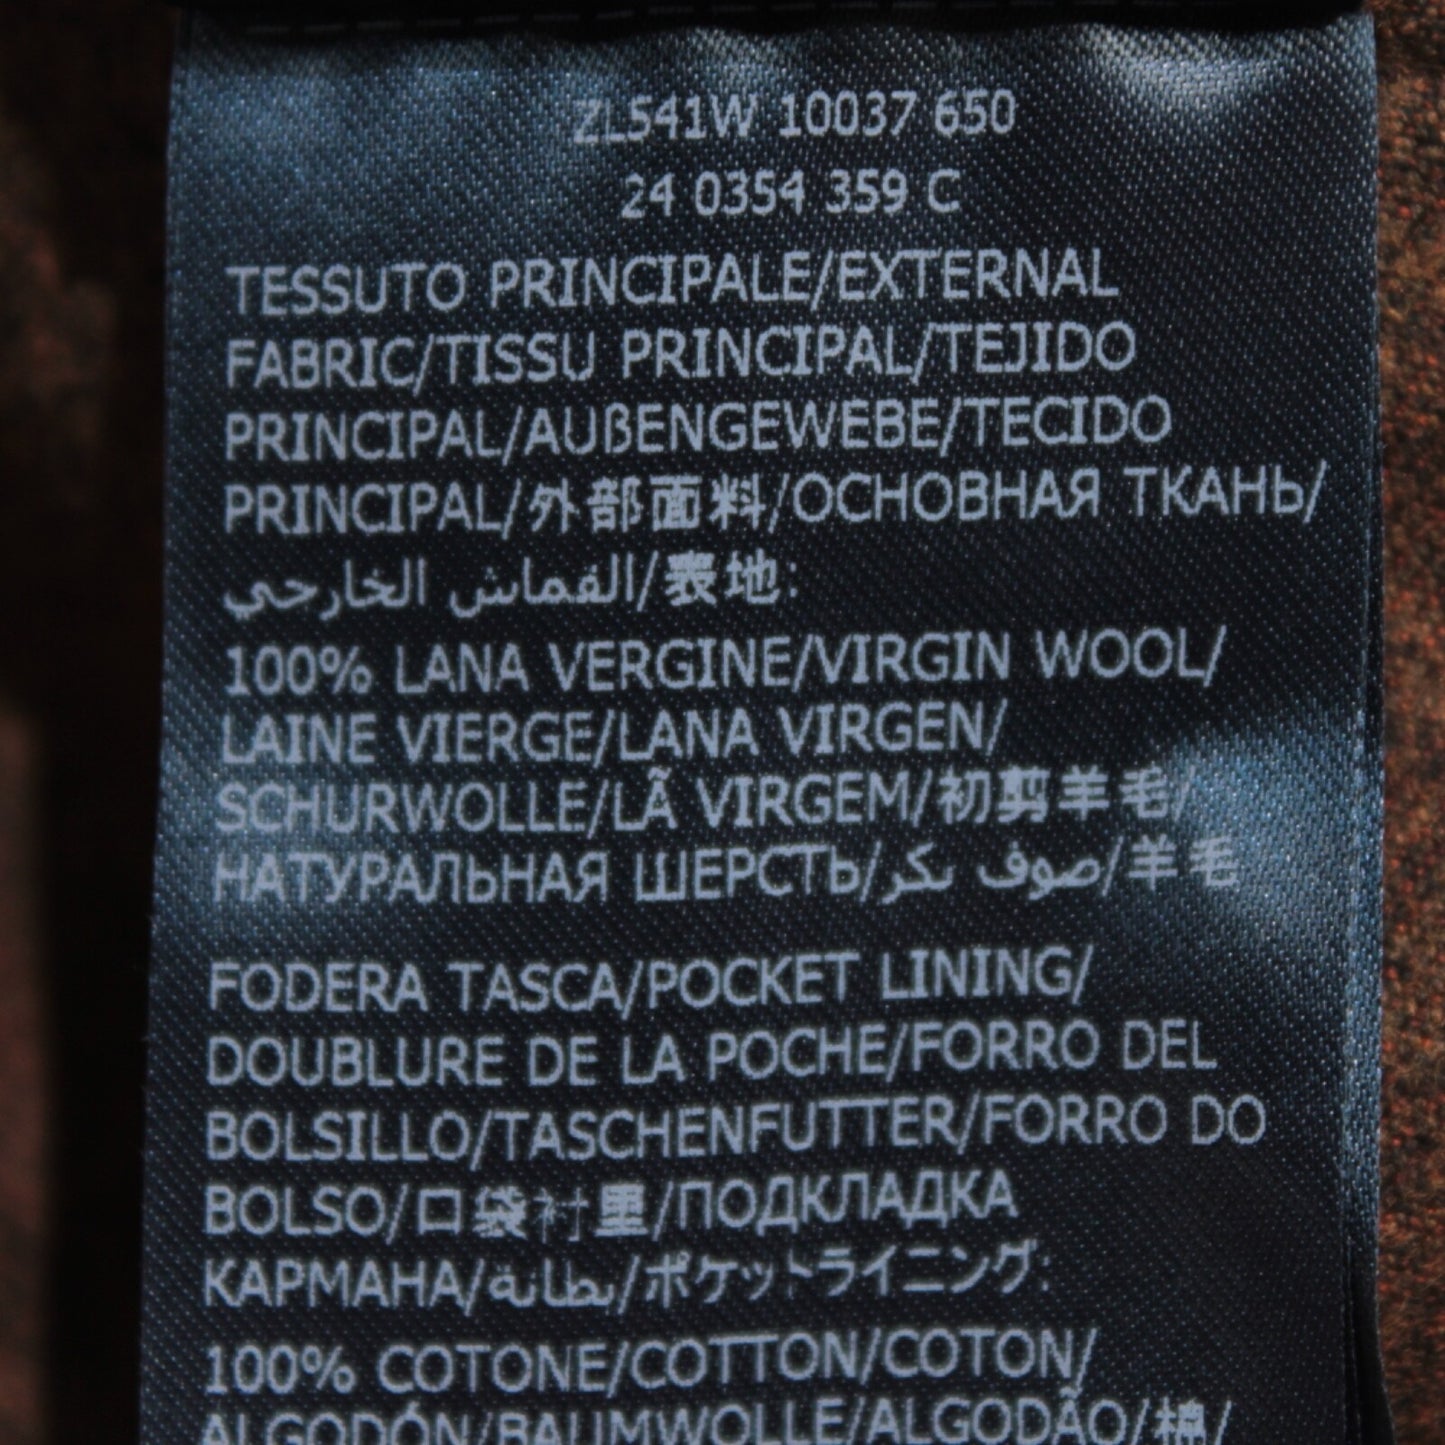 ZL541W 10037 650
24 0354 359 C
TESSUTO PRINCIPALE/EXTERNAL
FABRIC/TISSU PRINCIPAL/TEJIDO
PRINCIPAL/AUßENGEWEBE/TECIDO
PRINCIPAL/外部面料/ОСНОВНАЯ ТКАНЬ/
القماش الخارجي/表地:
100% LANA VERGINE/VIRGIN WOOL/
LAINE VIERGE/LANA VIRGEN/
SCHURWOLLE/LÃ VIRGEM/初剪羊毛/
НАТУРАЛЬНАЯ ШЕРСТЬ/صوف بكر/羊毛
FODERA TASCA/POCKET LINING/
DOUBLURE DE LA POCHE/FORRO DEL
BOLSILLO/TASCHENFUTTER/FORRO DO
BOLSO/口袋衬里/ПОДКЛАДКА
КАРМАНА/بطانة/ポケットライニング:
100% COTONE/COTTON/COTON/
ALGODÓN/BAUMWOLLE/ALGODÃO/棉/